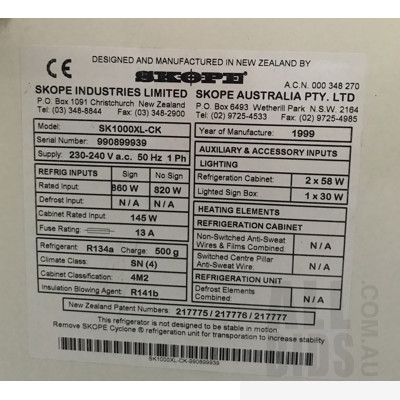 DESIGNED AND MANUFACTURED IN NEW ZEALAND BY
CE SKOPE A.C.N. 000 348 270
SKOPE INDUSTRIES LIMITED SKOPE AUSTRALIA PTY. LTD
P.O. Box 1091 Christchurch New Zealand P.O. Box 6493 Wetherill Park N.S.W. 2164
Tel: (03) 348-8844 Fax: (03) 348-2900 Tel: (02) 9725-4533 Fax: (02) 9725-4985
Model: SK1000XL-CK
Serial Number: 990899939
Supply: 230-240 V a.c. 50 Hz 1 Ph
REFRIG INPUTS Sign No Sign
Rated Input: 860 W 820 W
Defrost Input: N / A N / A
Cabinet Rated Input: 145 W
Fuse Rating: 13 A
Refrigerant: R134a Charge: 500 g
Climate Class: SN (4)
Cabinet Classification: 4M2
Insulation Blowing Agent: R141b
Year of Manufacture: 1999
AUXILIARY & ACCESSORY INPUTS
LIGHTING
Refrigeration Cabinet: 2 x 58 W
Lighted Sign Box: 1 x 30 W
HEATING ELEMENTS
REFRIGERATION CABINET
Non-Switched Anti-Sweat
Wires & Films Combined: N / A
Switched Centre Pillar
Anti-Sweat Wire: N / A
REFRIGERATION UNIT
Defrost Elements
Combined: N / A
New Zealand Patent Numbers: 217775 / 217776 / 217777
This refrigerator is not designed to be stable in transportation
Remove SKOPE Cyclone ® refrigeration unit for transporation to increase stability
SK1000XL-CK-990899939
ALL
BIDS
.COM.AU